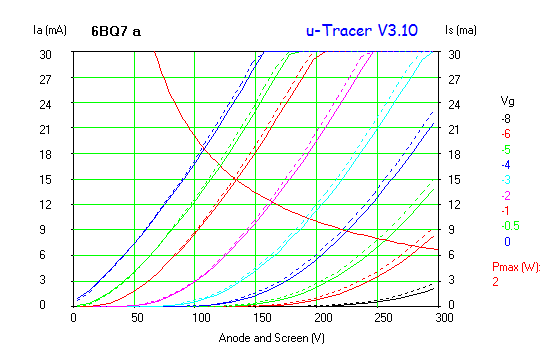 Ia (mA)
6BQ7 a
u-Tracer V3.10
Is (ma)
30 30
27 27
24 24
21 21
18 18
15 15
12 12
9 9
6 6
3 3
0 0
0 50 100 150 200 250 300
Anode and Screen (V)
Vg
-8
-6
-5
-4
-3
-2
-1
-0.5
0
Pmax (W):
2